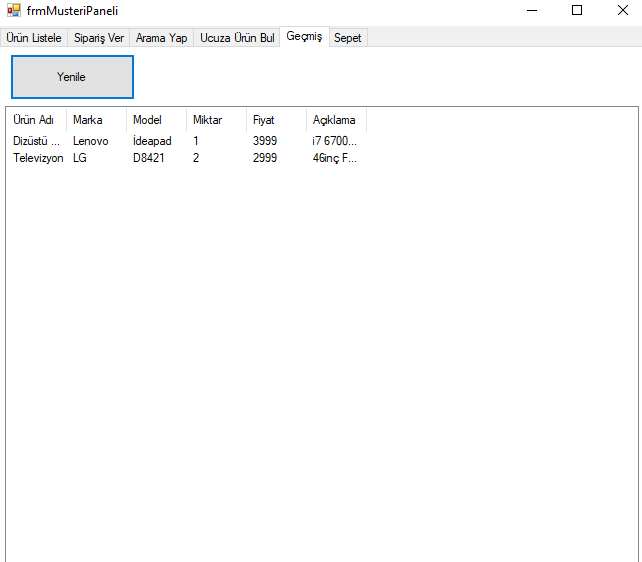 frmMusteriPaneli
Ürün Listele Sipariş Ver Arama Yap Ucuza Ürün Bul Geçmiş Sepet
Yenile
Ürün Adı Marka Model Miktar Fiyat Açıklama
Dizüstü ... Lenovo İdeapad 1 3999 i7 6700...
Televizyon LG D8421 2 2999 46inç F...